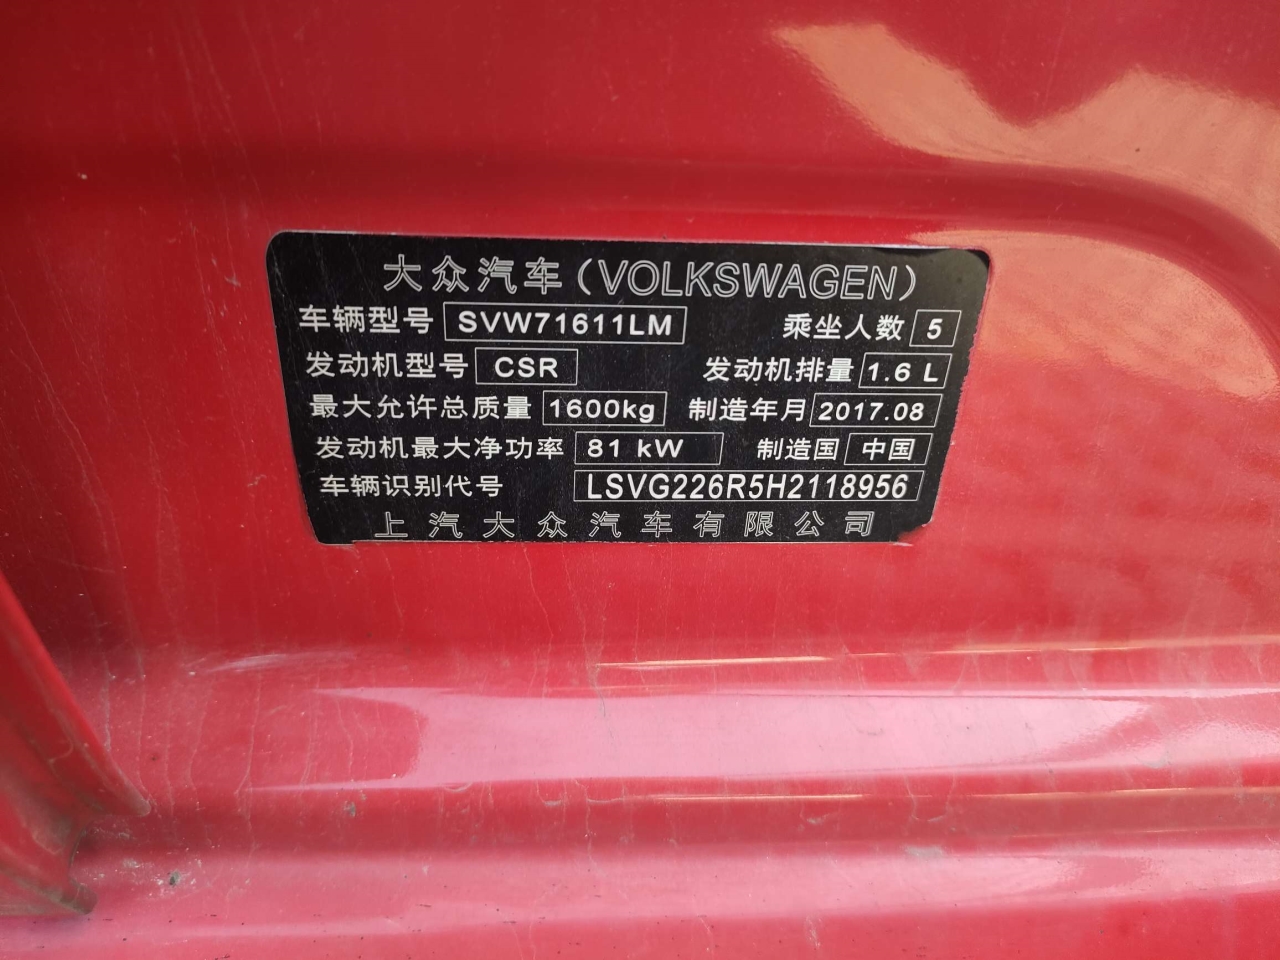 大众汽车(VOLKSWAGEN)
车辆型号 SVW71611LM 乘坐人数 5
发动机型号 CSR 发动机排量 1.6 L
最大允许总质量 1600kg 制造年月 2017.08
发动机最大净功率 81 kW 制造国 中国
车辆识别代号 LSVG226R5H2118956
上汽大众汽车有限公司